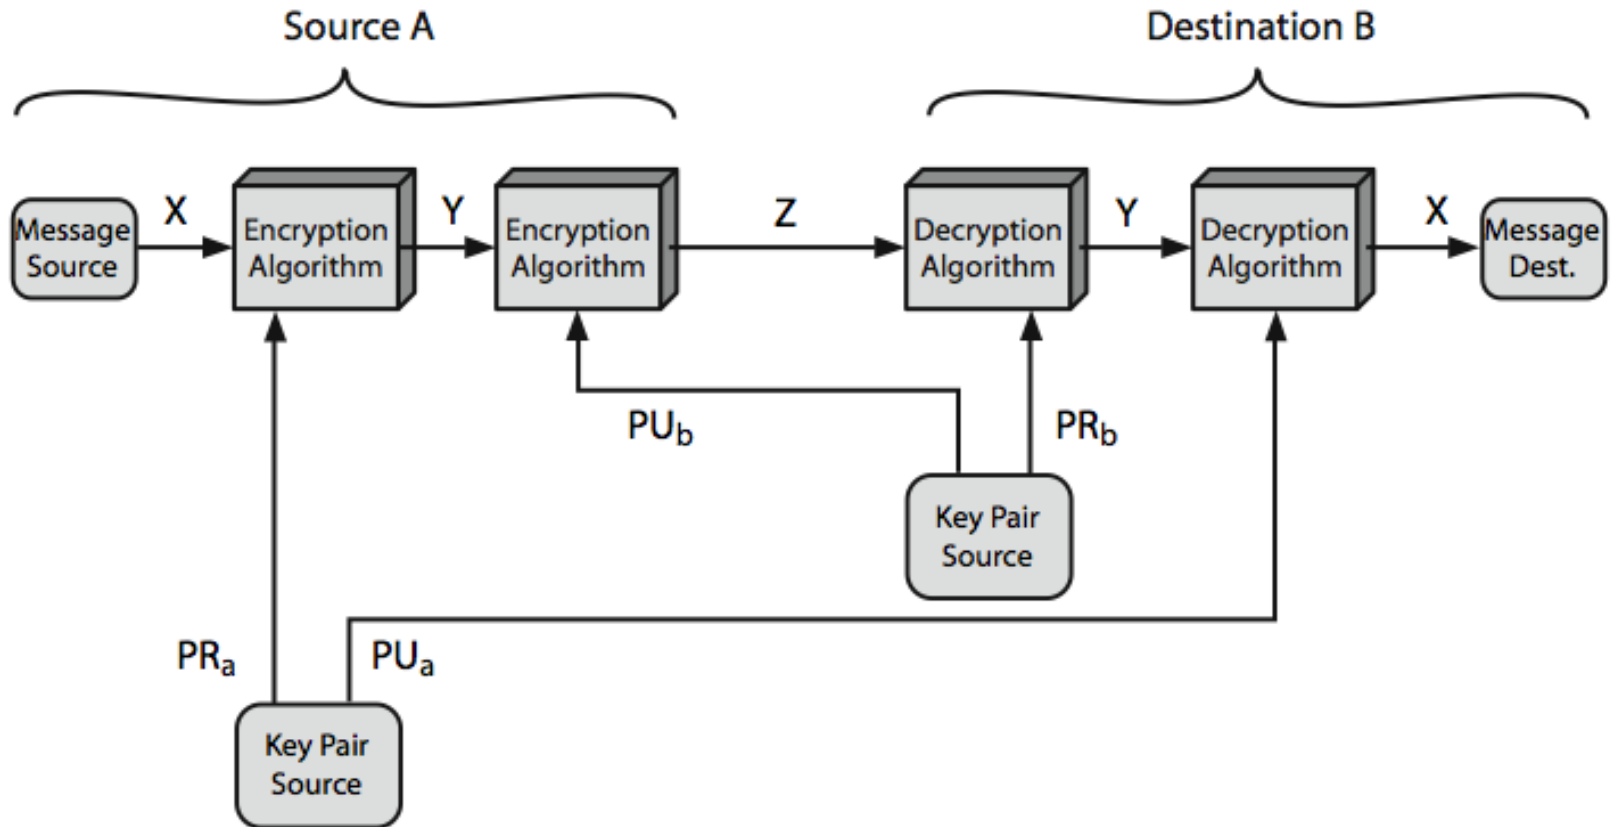 Source A
Destination B
Message
Source
X
Encryption
Algorithm
Y
Encryption
Algorithm
Z
Decryption
Algorithm
Y
Decryption
Algorithm
X
Message
Dest.
PUb
PRb
Key Pair
Source
PRa
PUa
Key Pair
Source